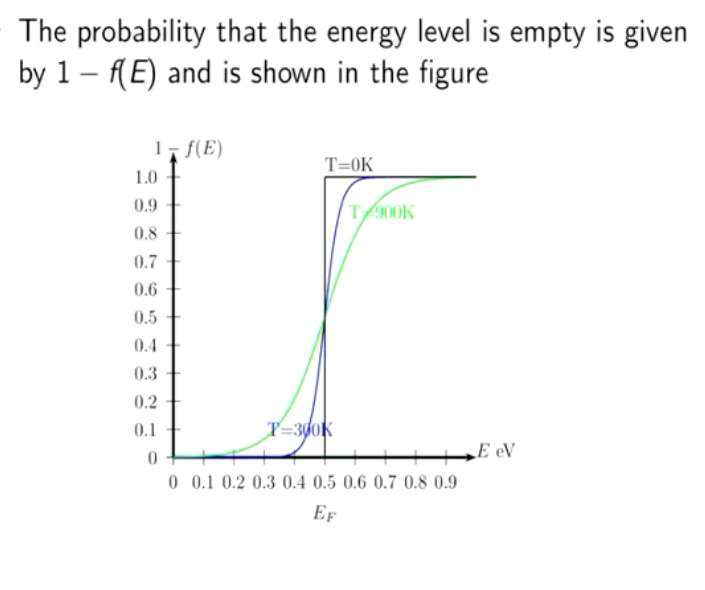 The probability that the energy level is empty is given
by 1 − f(E) and is shown in the figure
1 − f(E)
T=0K
1.0
0.9
T=900K
0.8
0.7
0.6
0.5
0.4
0.3
0.2
0.1
T=300K
0
E eV
0 0.1 0.2 0.3 0.4 0.5 0.6 0.7 0.8 0.9
E_F